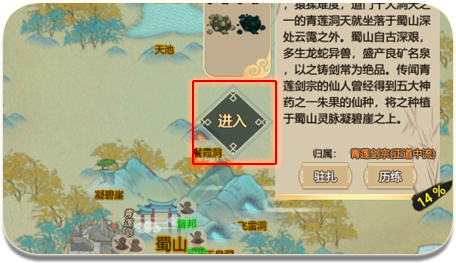 ，猿猱难度，道门十大洞天之
一的青莲洞天就坐落于蜀山深
处云霭之外。蜀山自古深艰，
多生龙蛇异兽，盛产良矿名泉
，以之铸剑常为绝品。传闻青
莲剑宗的仙人曾经得到五大神
药之一朱果的仙种，将之种植
于蜀山灵脉凝碧崖之上。
归属：
青莲剑宗(正道中流)
驻扎
历练
天池
进入
餐霞洞
凝碧崖
督邦
飞雷洞
蜀山
14%